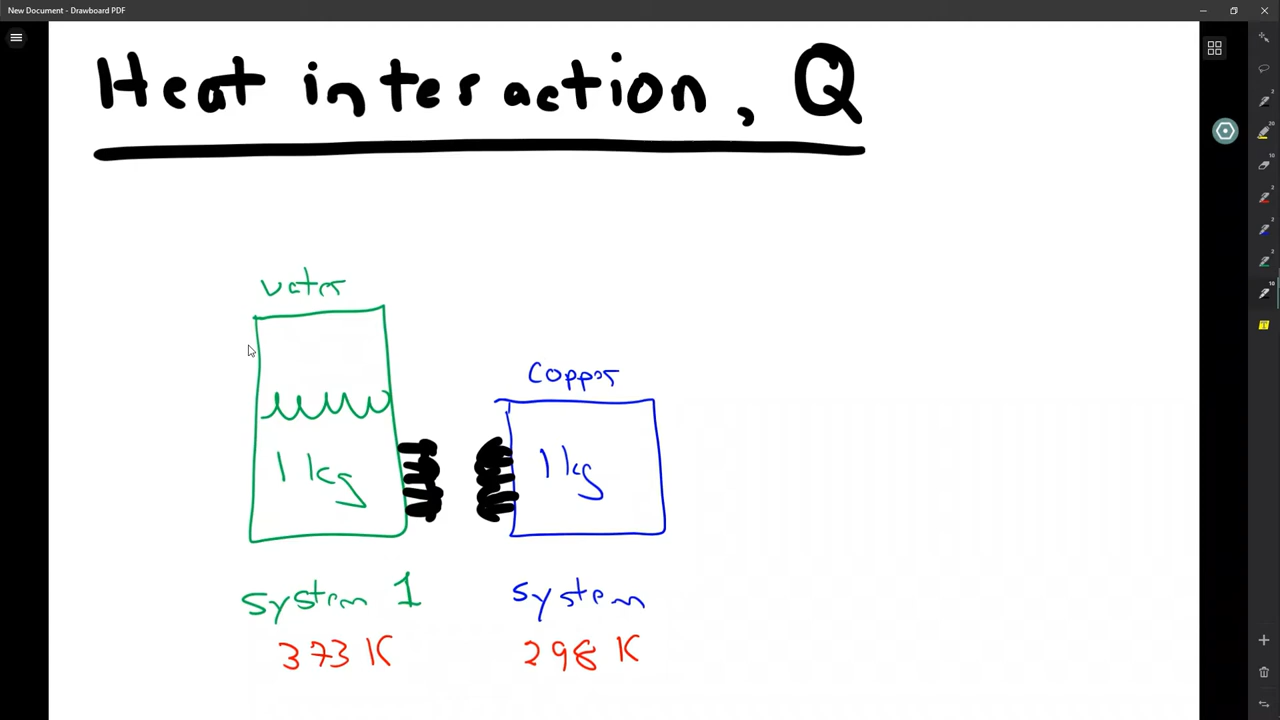 New Document - Drawboard PDF
Heat interaction, Q
water
Copper
1 kg
1 kg
system 1
system
373 K
298 K